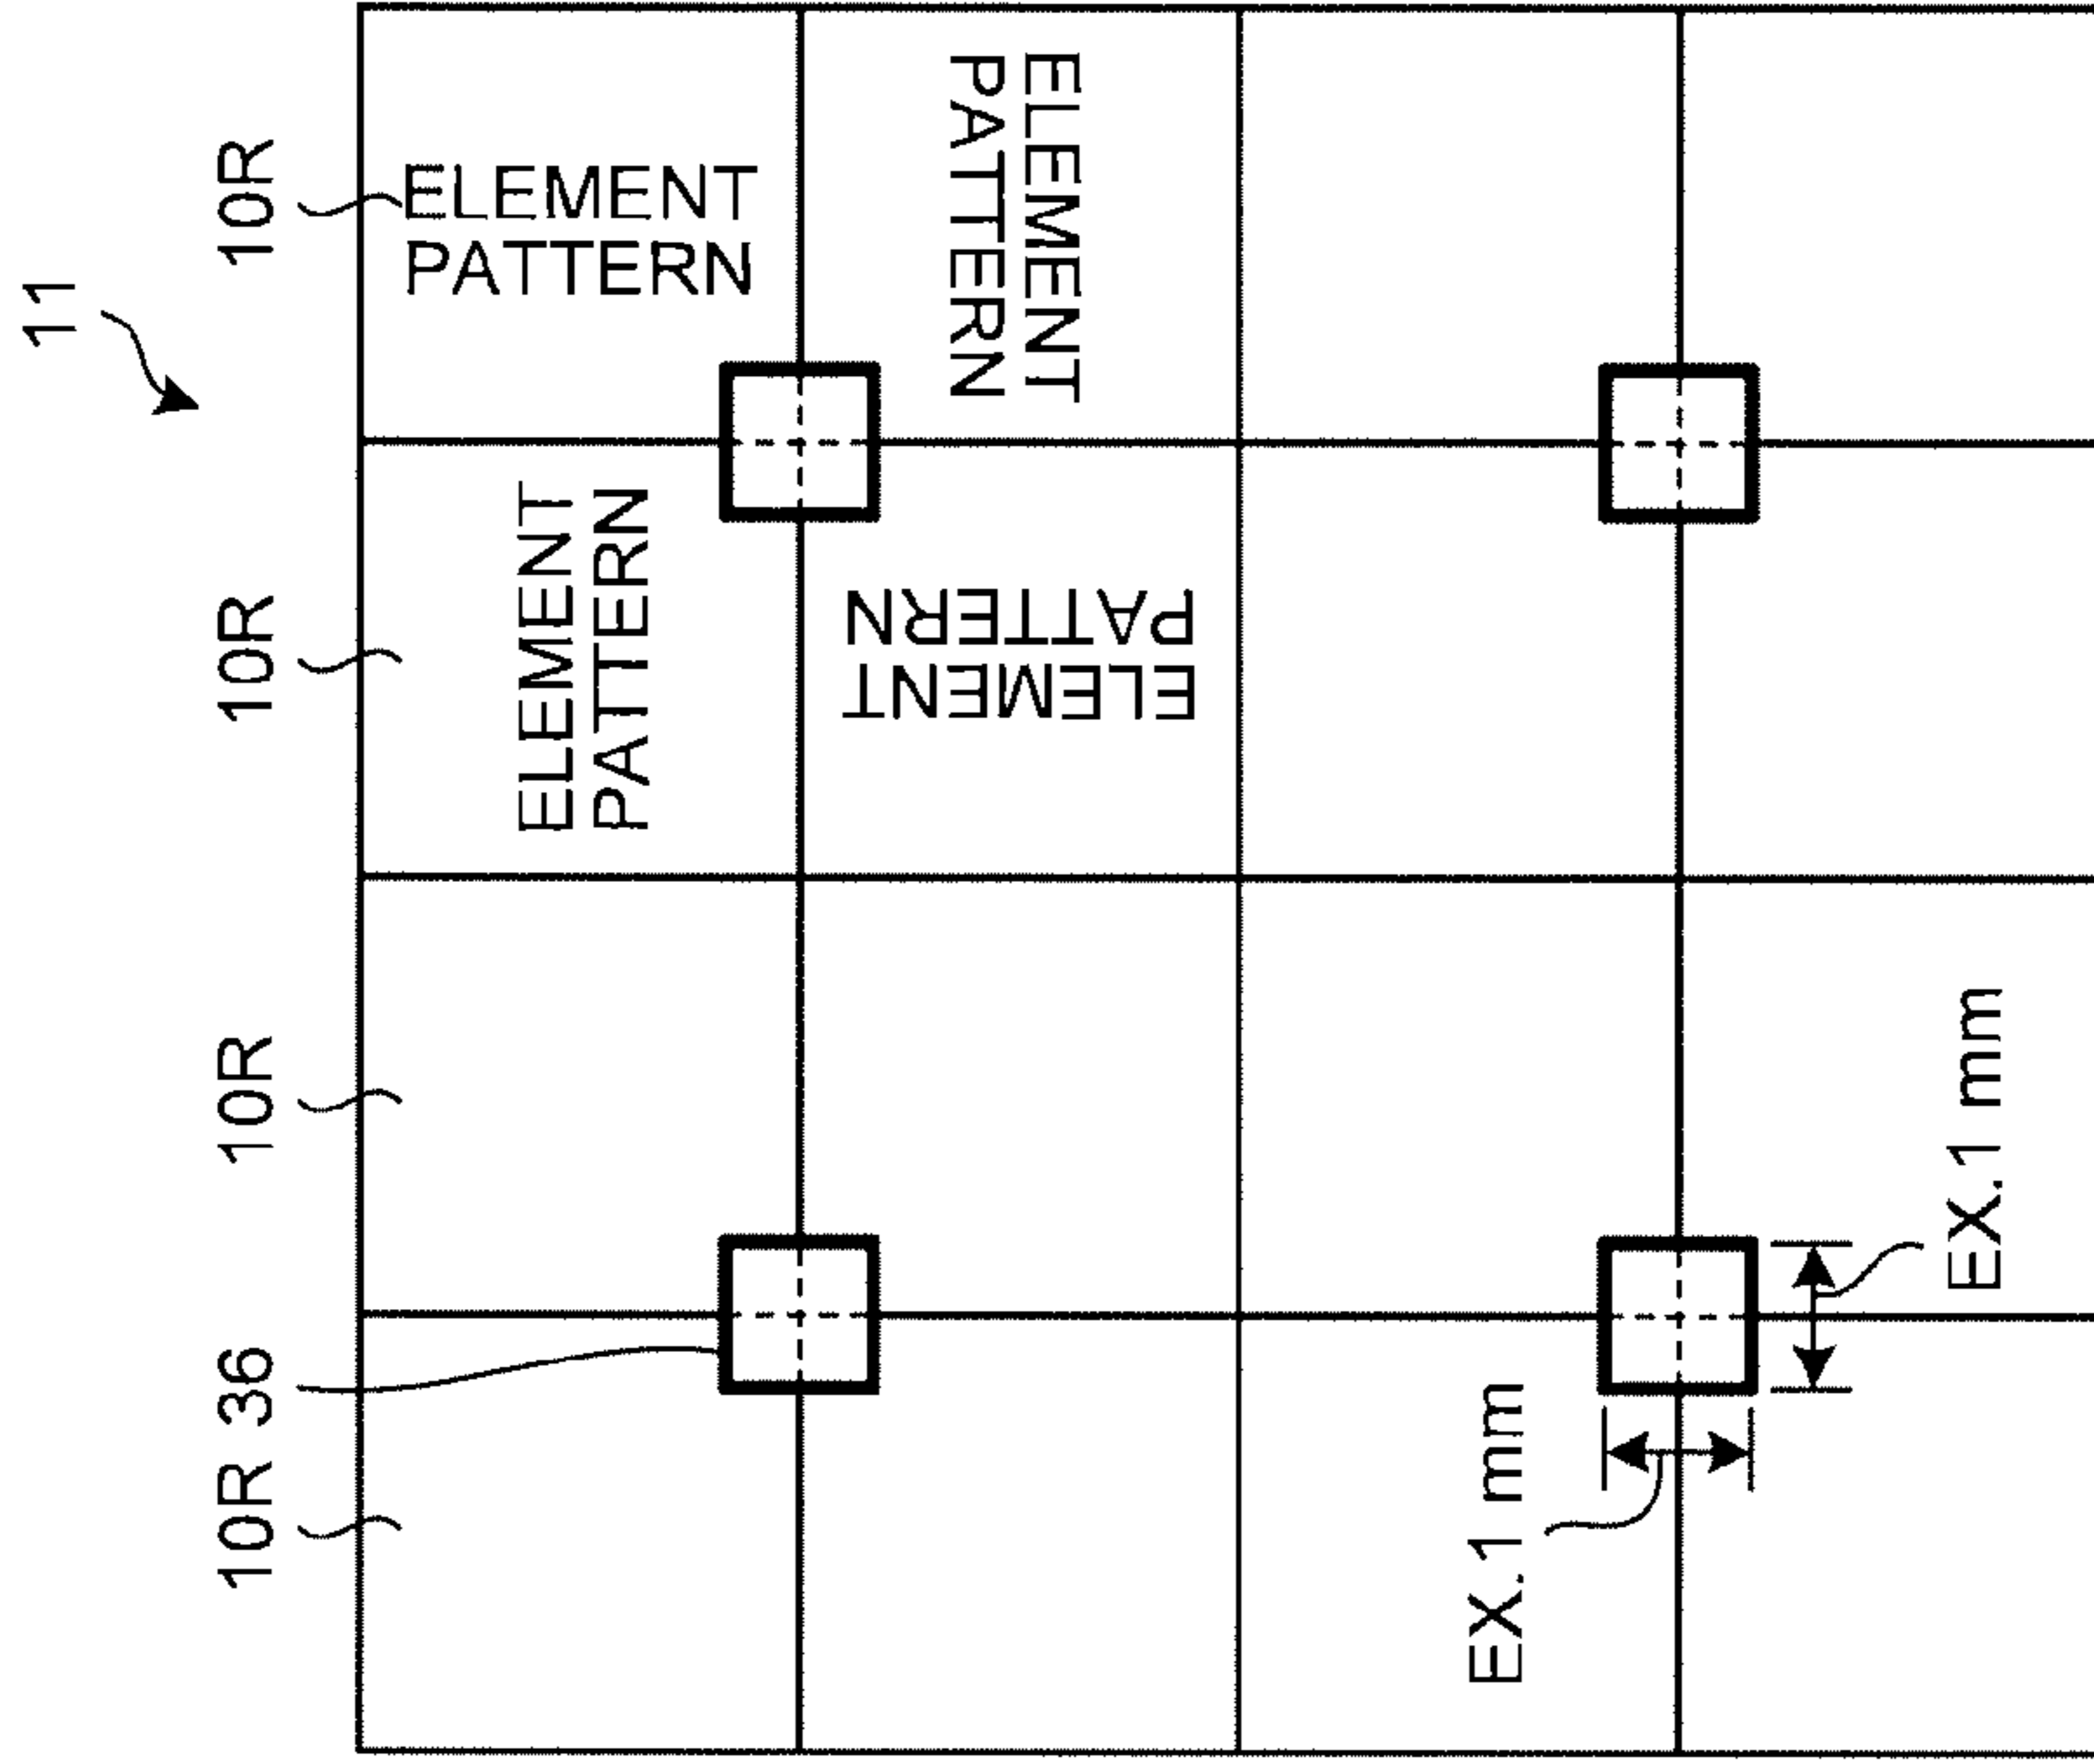 11
10R
10R
10R
36
10R
ELEMENT
PATTERN
ELEMENT
PATTERN
ELEMENT
PATTERN
ELEMENT
PATTERN
EX.1 mm
EX.1 mm